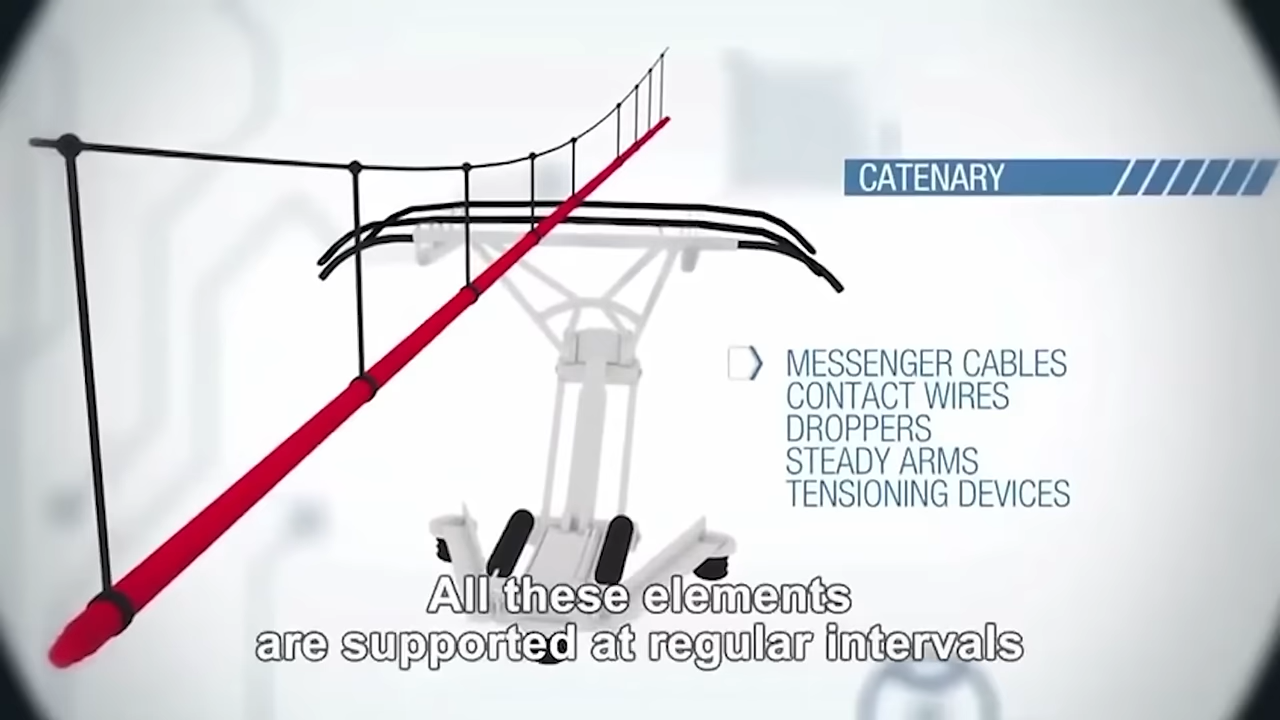 CATENARY
MESSENGER CABLES
CONTACT WIRES
DROPPERS
STEADY ARMS
TENSIONING DEVICES
All these elements
are supported at regular intervals